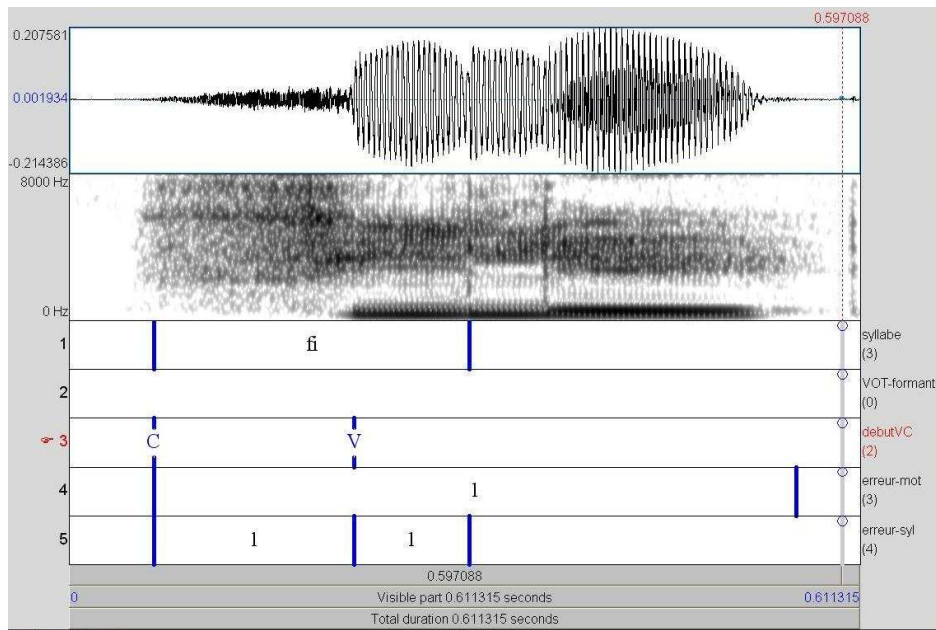 0.597088
0.207581
0.001934
-0.214386
8000 Hz
0 Hz
1 fi syllabe
(3)
2 VOT-formant
(0)
3 C V debutVC
(2)
4 1 erreur-mot
(3)
5 1 1 erreur-syl
(4)
0.597088
0 Visible part 0.611315 seconds 0.611315
Total duration 0.611315 seconds